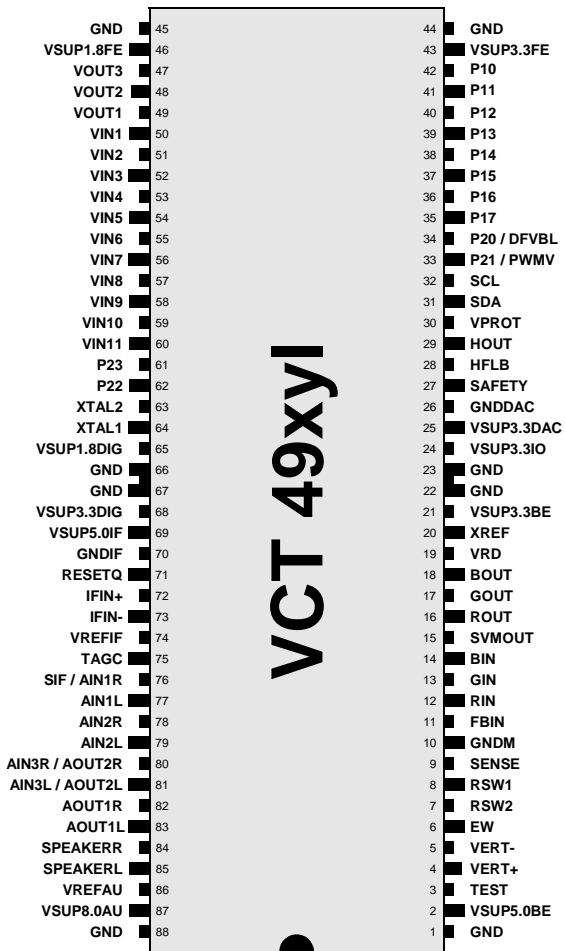 GND 45 44 GND
VSUP1.8FE 46 43 VSUP3.3FE
VOUT3 47 42 P10
VOUT2 48 41 P11
VOUT1 49 40 P12
VIN1 50 39 P13
VIN2 51 38 P14
VIN3 52 37 P15
VIN4 53 36 P16
VIN5 54 35 P17
VIN6 55 34 P20 / DFVBL
VIN7 56 33 P21 / PWMV
VIN8 57 32 SCL
VIN9 58 31 SDA
VIN10 59 30 VPROT
VIN11 60 29 HOUT
P23 61 28 HFLB
P22 62 27 SAFETY
XTAL2 63 26 GNDDAC
XTAL1 64 25 VSUP3.3DAC
VSUP1.8DIG 65 24 VSUP3.3IO
GND 66 23 GND
GND 67 22 GND
VSUP3.3DIG 68 21 VSUP3.3BE
VSUP5.0IF 69 20 XREF
GNDIF 70 19 VRD
RESETQ 71 18 BOUT
IFIN+ 72 17 GOUT
IFIN- 73 16 ROUT
VREFIF 74 15 SVMOUT
TAGC 75 14 BIN
SIF / AIN1R 76 13 GIN
AIN1L 77 12 RIN
AIN2R 78 11 FBIN
AIN2L 79 10 GNDM
AIN3R / AOUT2R 80 9 SENSE
AIN3L / AOUT2L 81 8 RSW1
AOUT1R 82 7 RSW2
AOUT1L 83 6 EW
SPEAKERR 84 5 VERT-
SPEAKERL 85 4 VERT+
VREFAU 86 3 TEST
VSUP8.0AU 87 2 VSUP5.0BE
GND 88 1 GND
VCT 49xyI